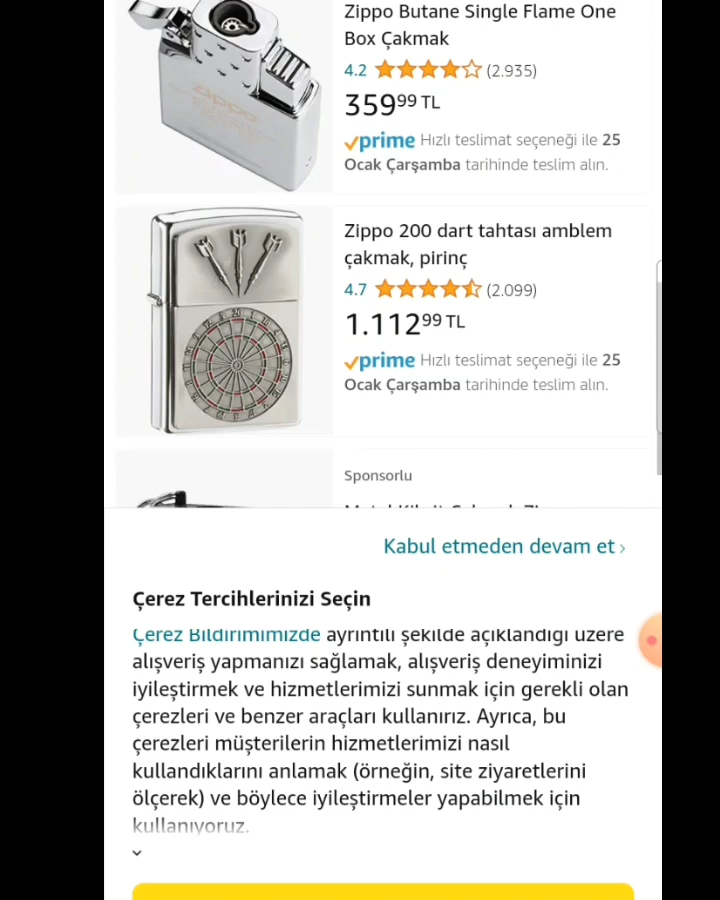 Zippo Butane Single Flame One
Box Çakmak
4.2 (2.935)
359⁹⁹ TL
prime Hızlı teslimat seçeneği ile 25
Ocak Çarşamba tarihinde teslim alın.
zippo
Zippo 200 dart tahtası amblem
çakmak, pirinç
4.7 (2.099)
1.112⁹⁹ TL
prime Hızlı teslimat seçeneği ile 25
Ocak Çarşamba tarihinde teslim alın.
Sponsorlu
Kabul etmeden devam et ›
Çerez Tercihlerinizi Seçin
Çerez Bildirimimizde ayrıntılı şekilde açıklandığı üzere
alışveriş yapmanızı sağlamak, alışveriş deneyiminizi
iyileştirmek ve hizmetlerimizi sunmak için gerekli olan
çerezleri ve benzer araçları kullanırız. Ayrıca, bu
çerezleri müşterilerin hizmetlerimizi nasıl
kullandıklarını anlamak (örneğin, site ziyaretlerini
ölçerek) ve böylece iyileştirmeler yapabilmek için
kullanıyoruz.